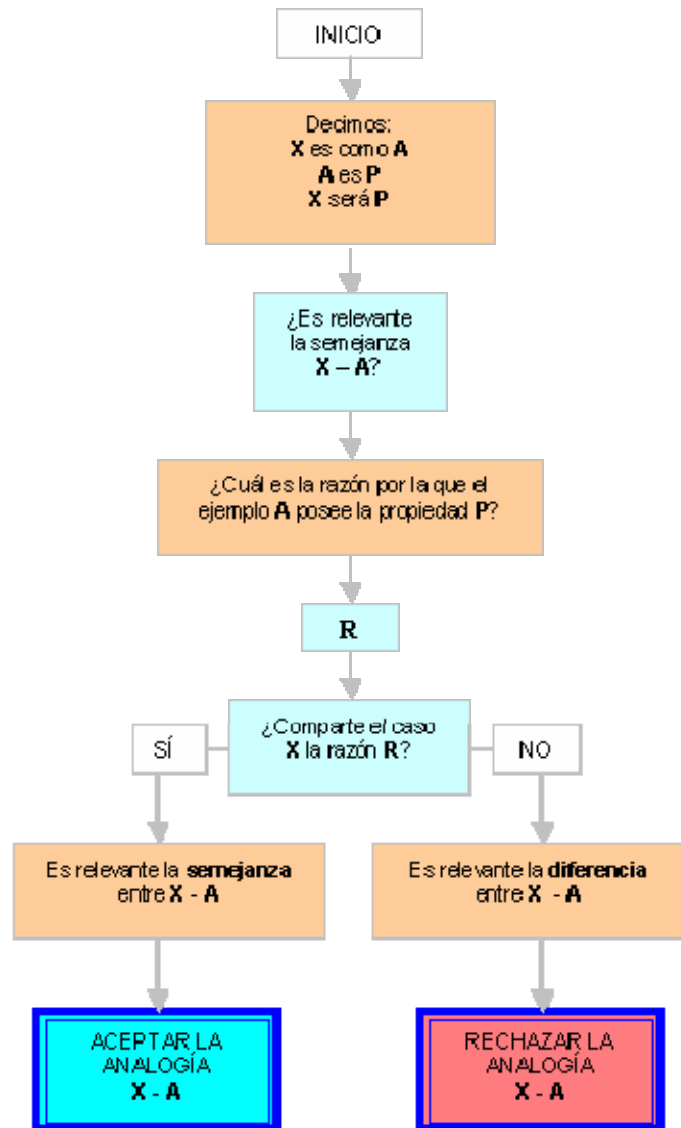 INICIO
Decimos:
X es como A
A es P
X será P
¿Es relevante
la semejanza
X – A?
¿Cuál es la razón por la que el
ejemplo A posee la propiedad P?
R
¿Comparte el caso
X la razón R?
SÍ
NO
Es relevante la semejanza
entre X - A
Es relevante la diferencia
entre X - A
ACEPTAR LA
ANALOGÍA
X - A
RECHAZAR LA
ANALOGÍA
X - A